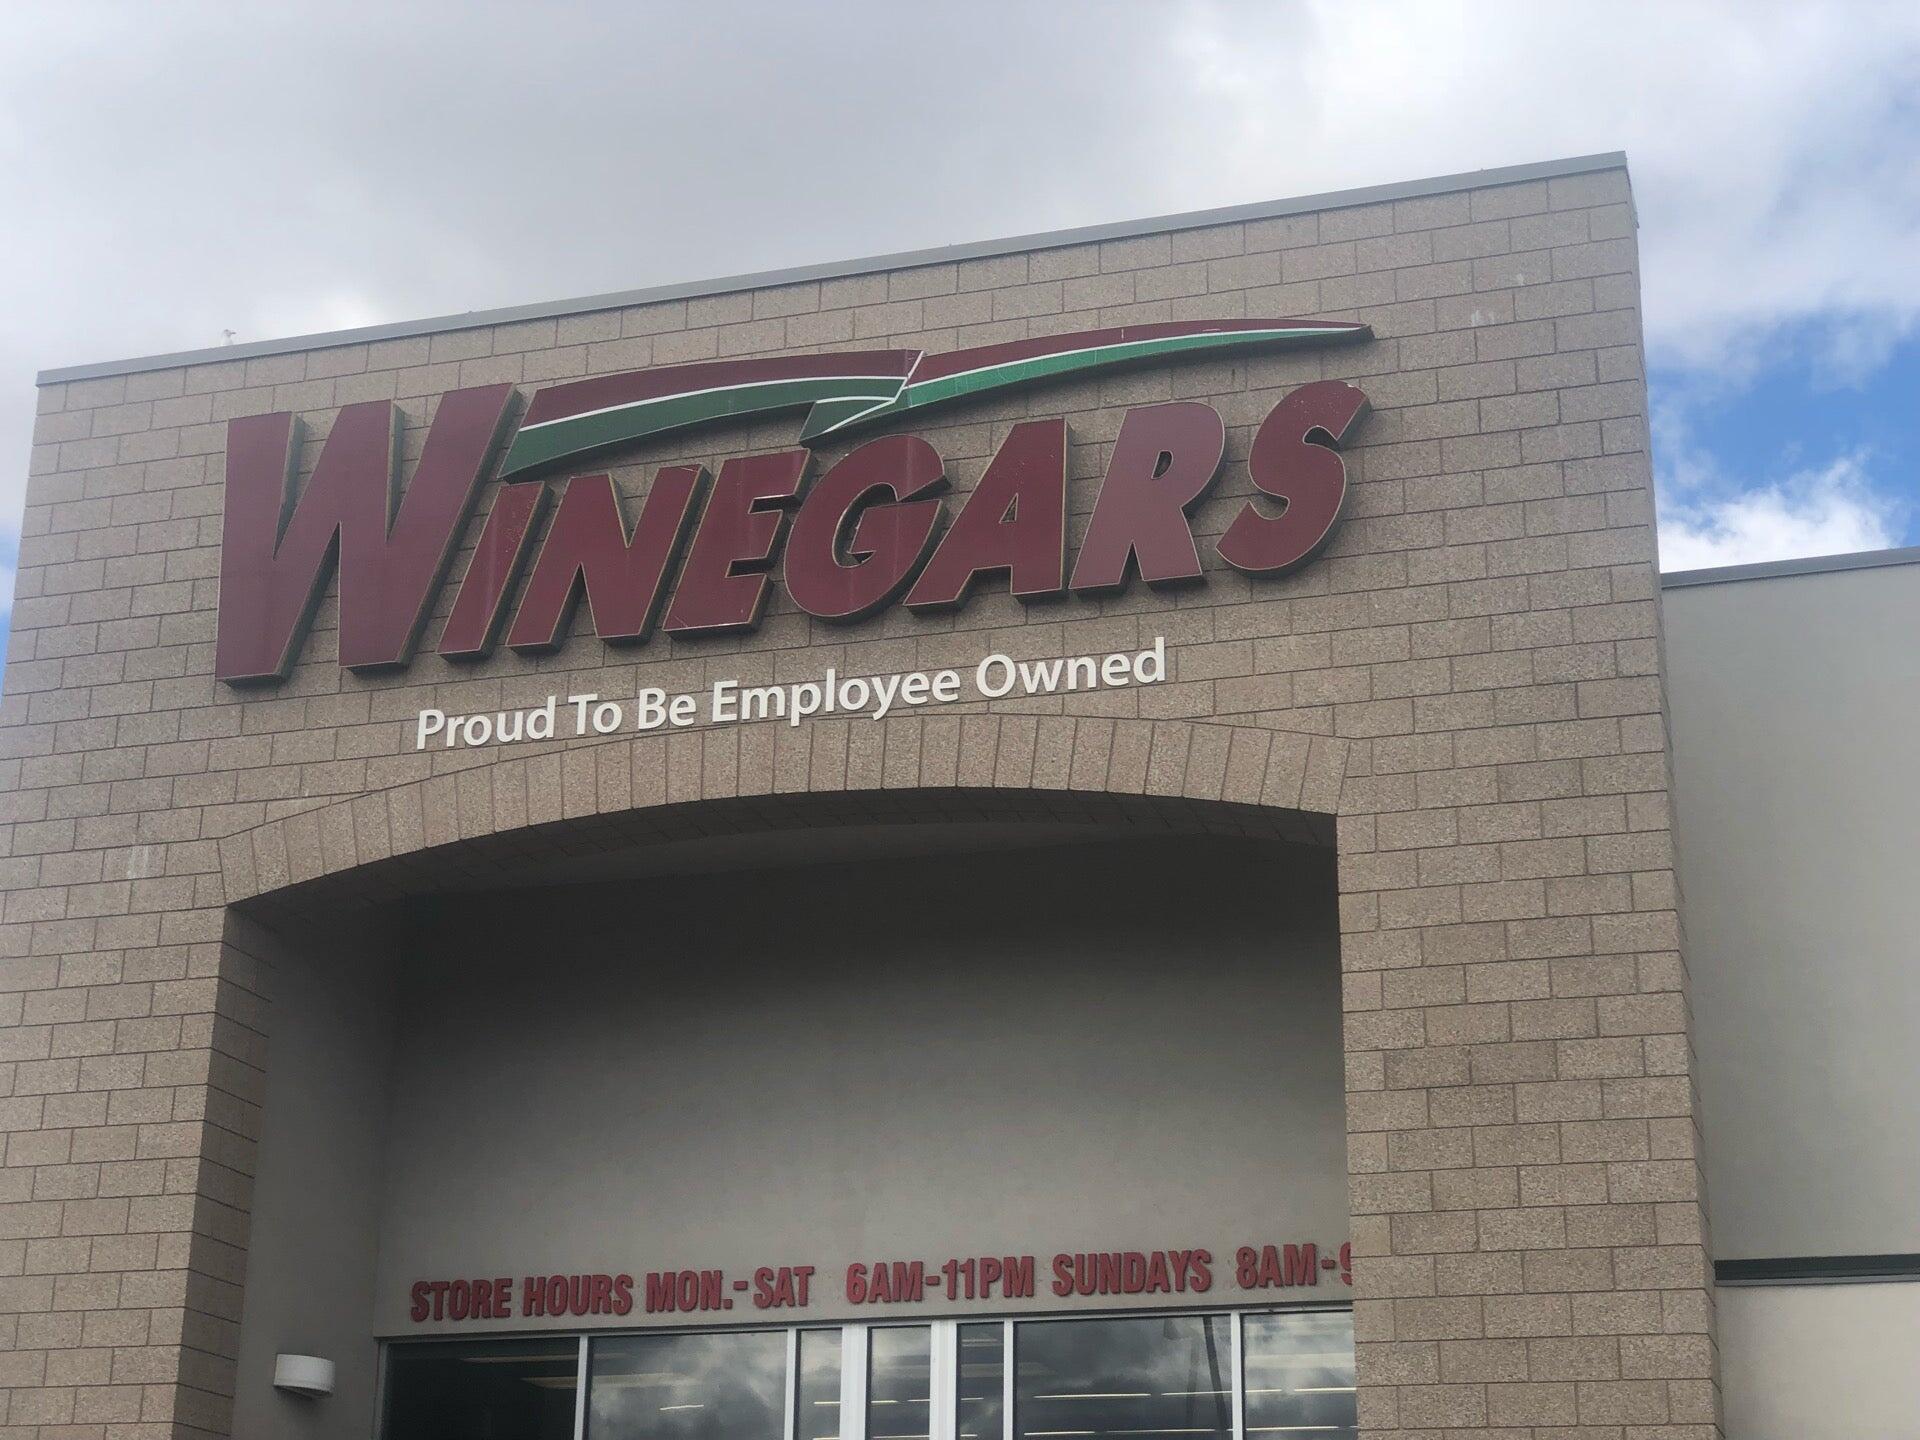 WINEGARS
Proud To Be Employee Owned
STORE HOURS MON.-SAT 6AM-11PM SUNDAYS 8AM-